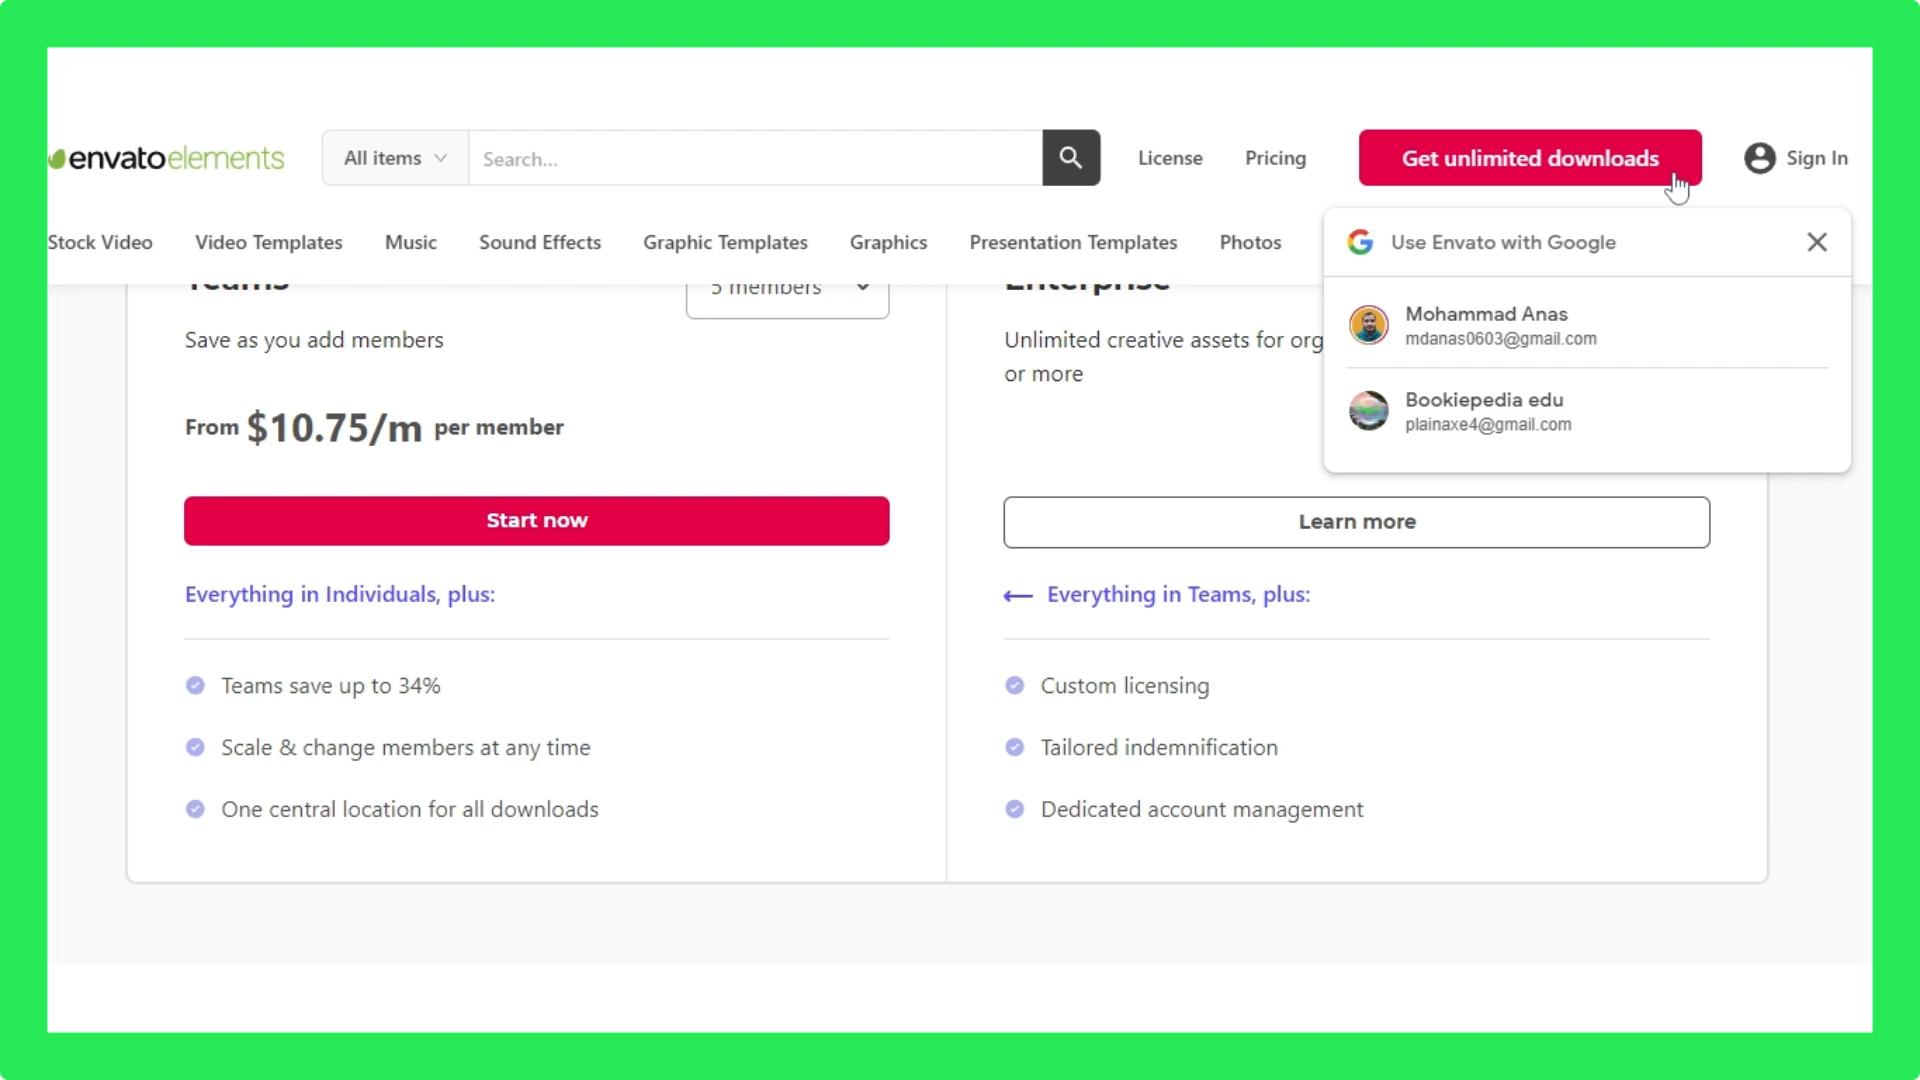 envato elements
All items
Search...
License
Pricing
Get unlimited downloads
Sign In
Stock Video
Video Templates
Music
Sound Effects
Graphic Templates
Graphics
Presentation Templates
Photos
Use Envato with Google
Mohammad Anas
mdanas0603@gmail.com
Bookiepedia edu
plainaxe4@gmail.com
Teams
5 members
Save as you add members
From $10.75/m per member
Start now
Everything in Individuals, plus:
Teams save up to 34%
Scale & change members at any time
One central location for all downloads
Enterprise
Unlimited creative assets for org
or more
Learn more
Everything in Teams, plus:
Custom licensing
Tailored indemnification
Dedicated account management